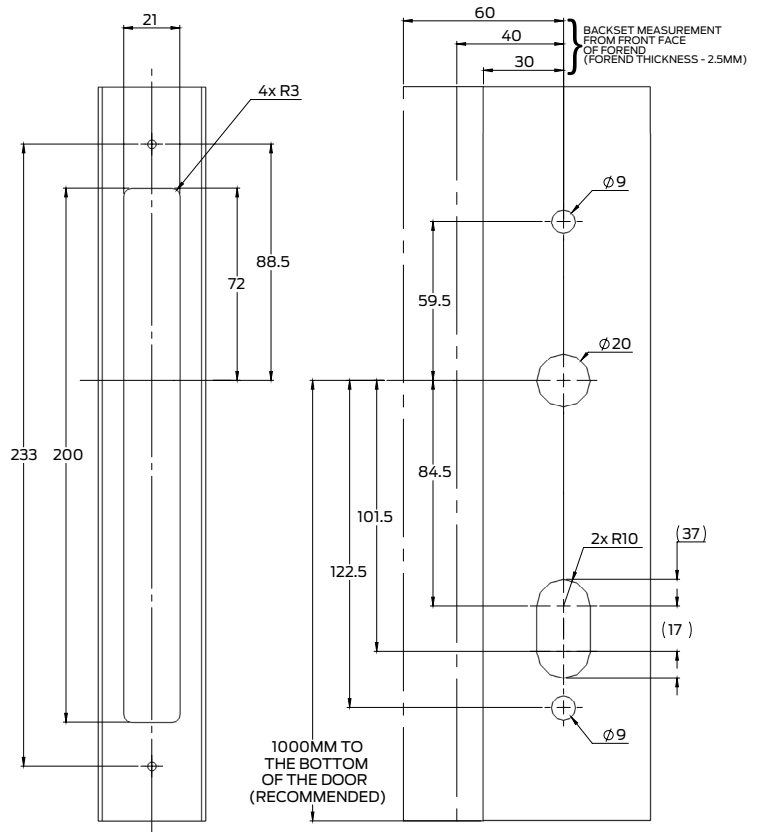 21
60
40
30
BACKSET MEASUREMENT
FROM FRONT FACE
OF FOREND
(FOREND THICKNESS - 2.5MM)
4x R3
Ø9
88.5
72
59.5
Ø20
233
200
84.5
101.5
122.5
2x R10
(37)
(17)
Ø9
1000MM TO
THE BOTTOM
OF THE DOOR
(RECOMMENDED)